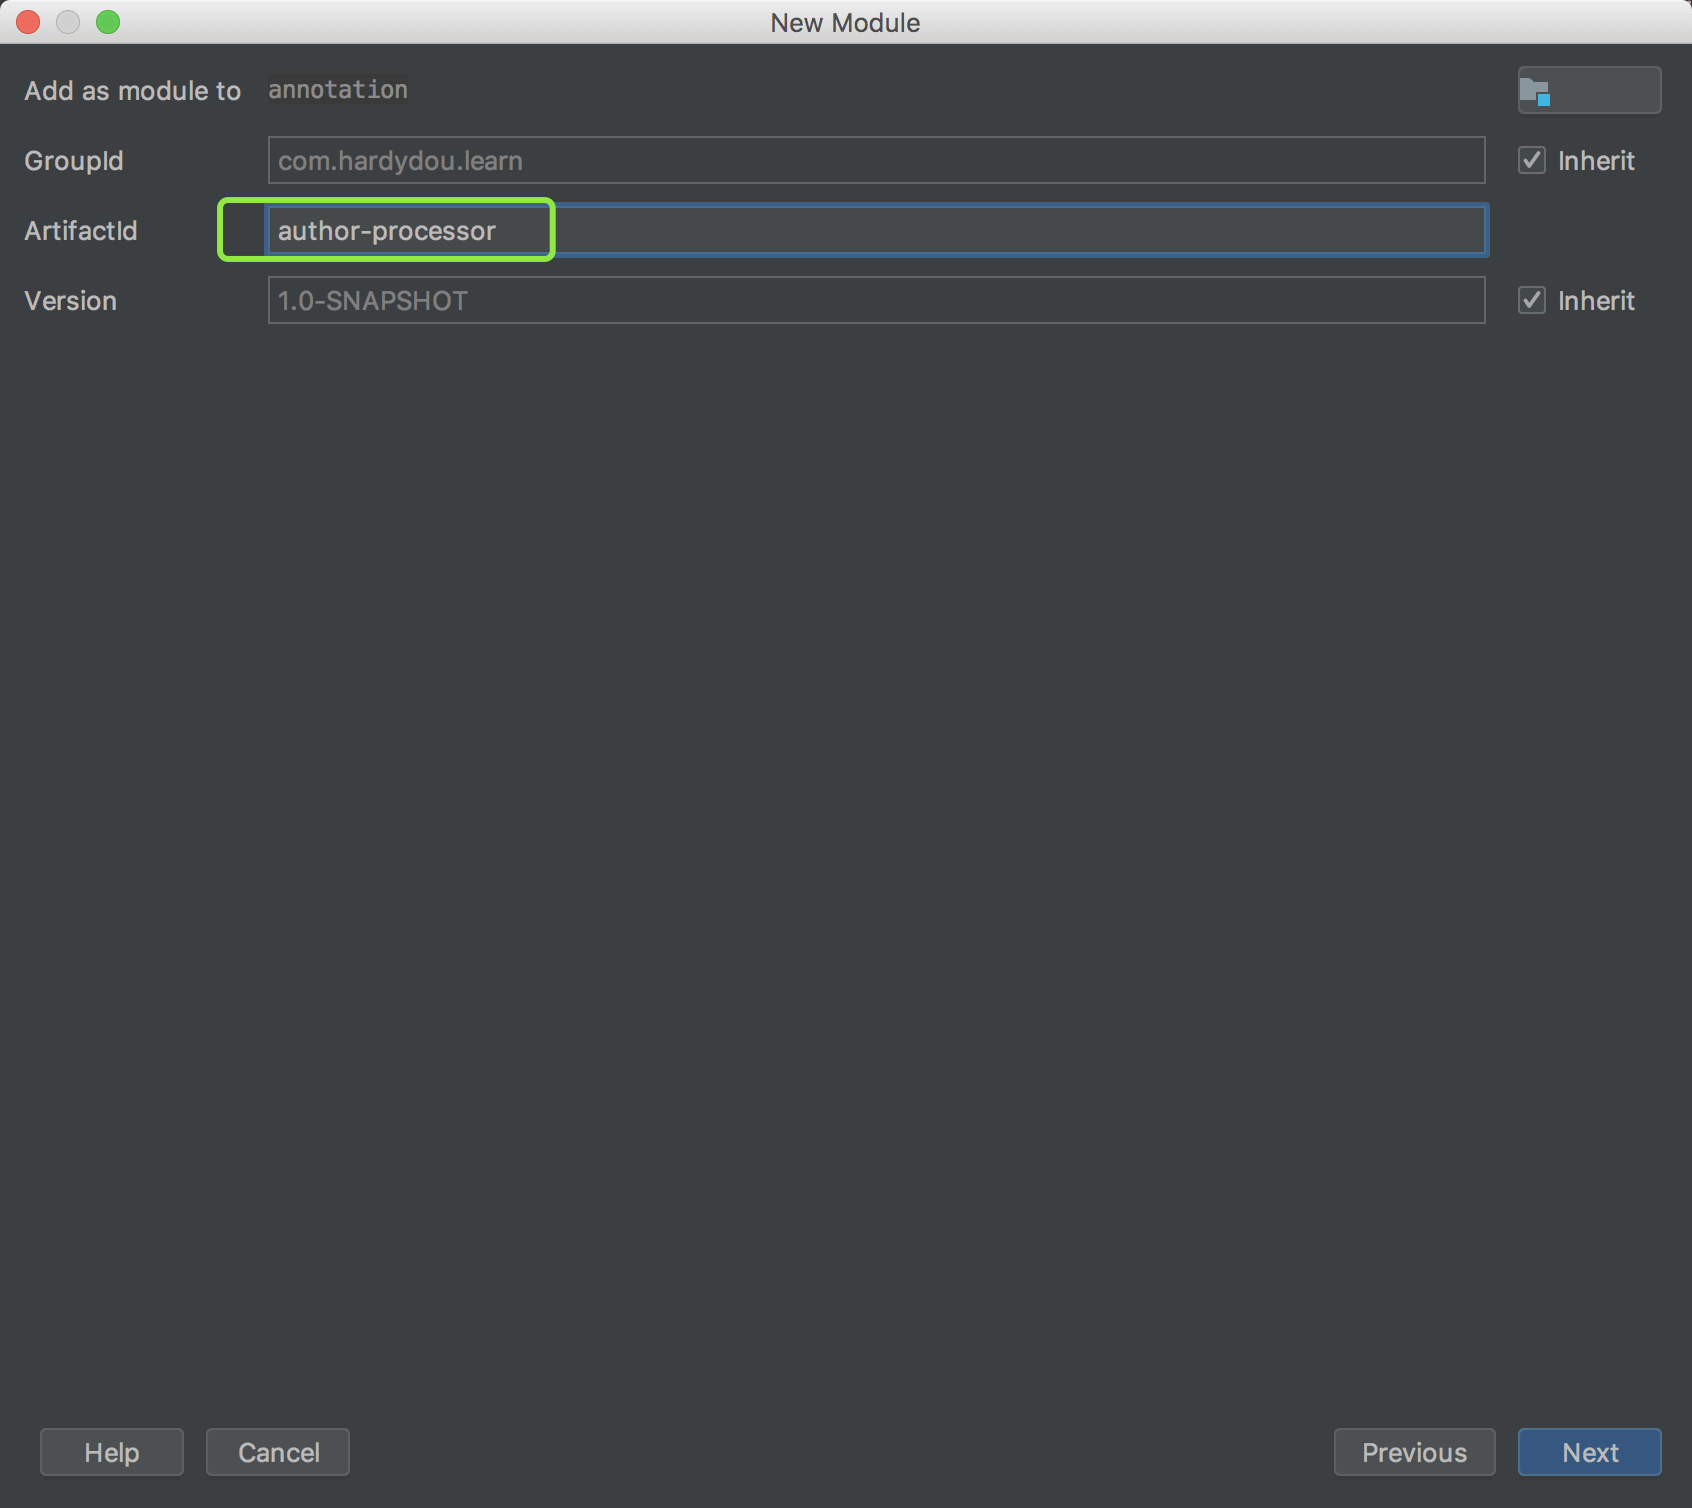 New Module
Add as module to annotation
GroupId com.hardydou.learn Inherit
ArtifactId author-processor
Version 1.0-SNAPSHOT Inherit
Help Cancel Previous Next